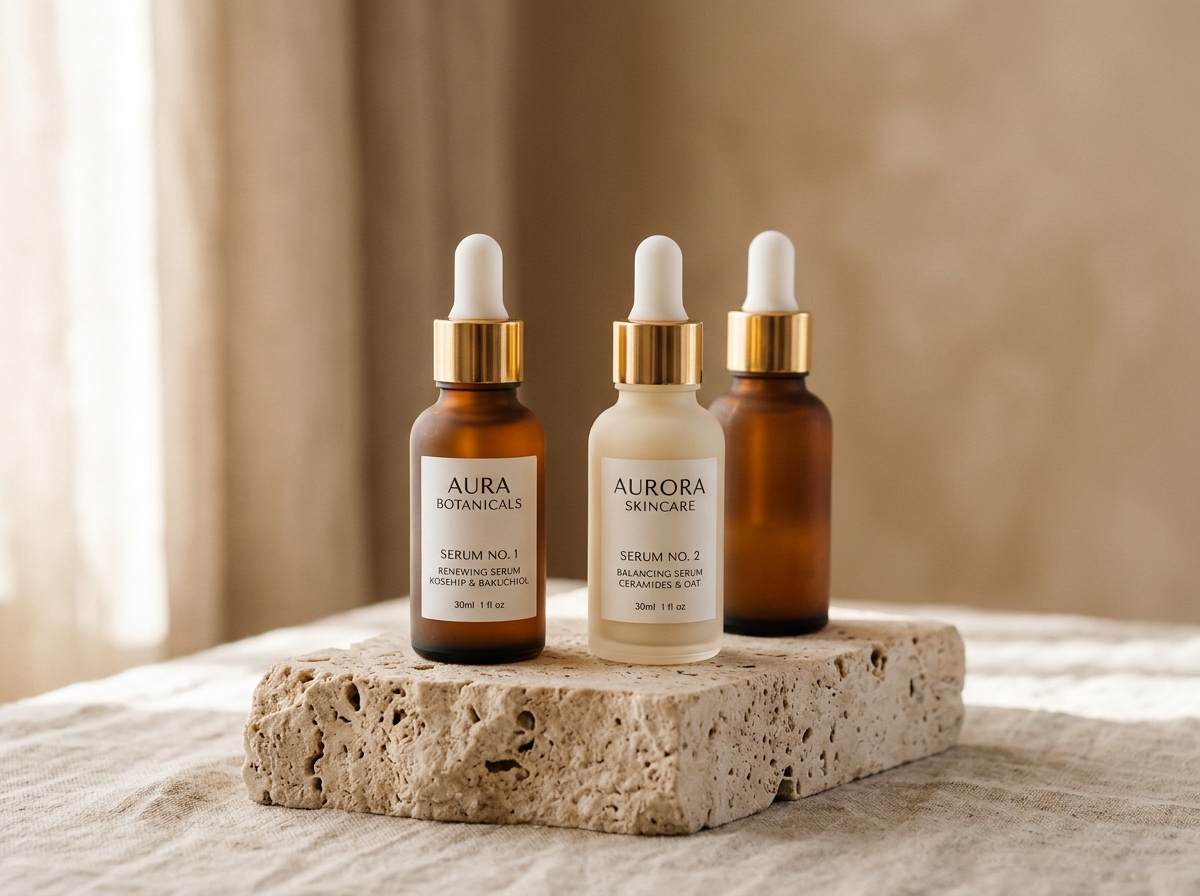 AURA
BOTANICALS
SERUM NO. 1
RENEWING SERUM
KOSEHIP & BAKUCHIOL
30ml 1 fl oz
AURORA
SKINCARE
SERUM NO. 2
BALANCING SERUM
CERAMIDES & OAT
30ml 1 fl oz